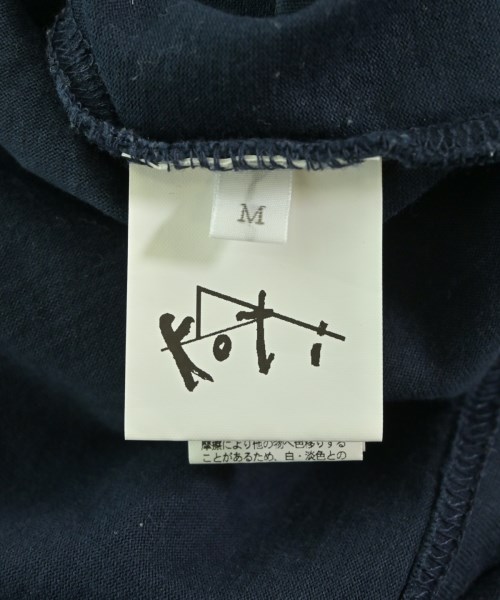 M
Koti
摩擦により他の物へ色移りする
ことがあるため、白・淡色との